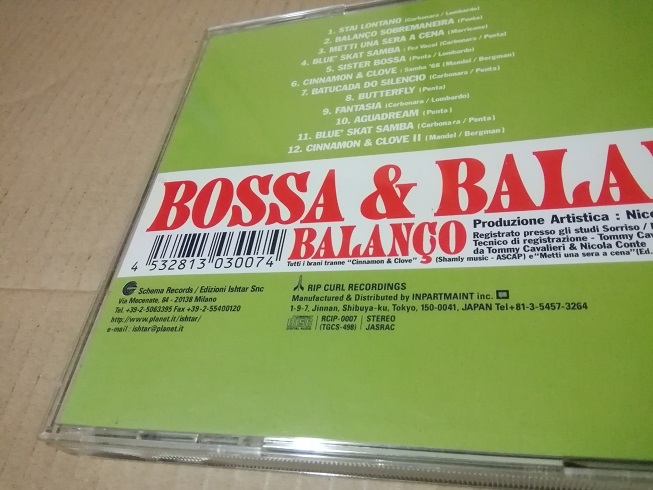 1. STAI LONTANO (Carbonara / Lombardo)
2. BALANÇO SOBREMANEIRA (Penta)
3. METTI UNA SERA A CENA (Morricone)
4. BLUE' SKAT SAMBA : Fez Vocal (Carbonara / Penta)
5. SISTER BOSSA (Penta / Lombardo)
6. CINNAMON & CLOVE : Samba '68 (Mandel / Bergman)
7. BATUCADA DO SILENCIO (Carbonara / Penta)
8. BUTTERFLY (Penta)
9. FANTASIA (Carbonara / Lombardo)
10. AGUADREAM (Penta)
11. BLUE' SKAT SAMBA (Carbonara / Penta)
12. CINNAMON & CLOVE II (Mandel / Bergman)
BOSSA & BALAN
BALANÇO
4 532813 030074
Produzione Artistica : Nico
Registrato presso gli studi Sorriso /
Tecnico di registrazione - Tommy Cav
da Tommy Cavalieri & Nicola Conte
Tutti i brani tranne "Cinnamon & Clove" (Shamly music - ASCAP) e "Metti una sera a cena" (Ed.
Schema Records / Edizioni Ishtar Snc
Via Mecenate, 84 - 20138 Milano
Tel. +39-2-5063395 Fax +39-2-55400120
http://www.planet.it/ishtar/
e-mail : ishtar@planet.it
RIP CURL RECORDINGS
Manufactured & Distributed by INPARTMAINT inc.
1-9-7, Jinnan, Shibuya-ku, Tokyo, 150-0041, JAPAN Tel+81-3-5457-3264
RCIP-0007 STEREO
(TGCS-498) JASRAC